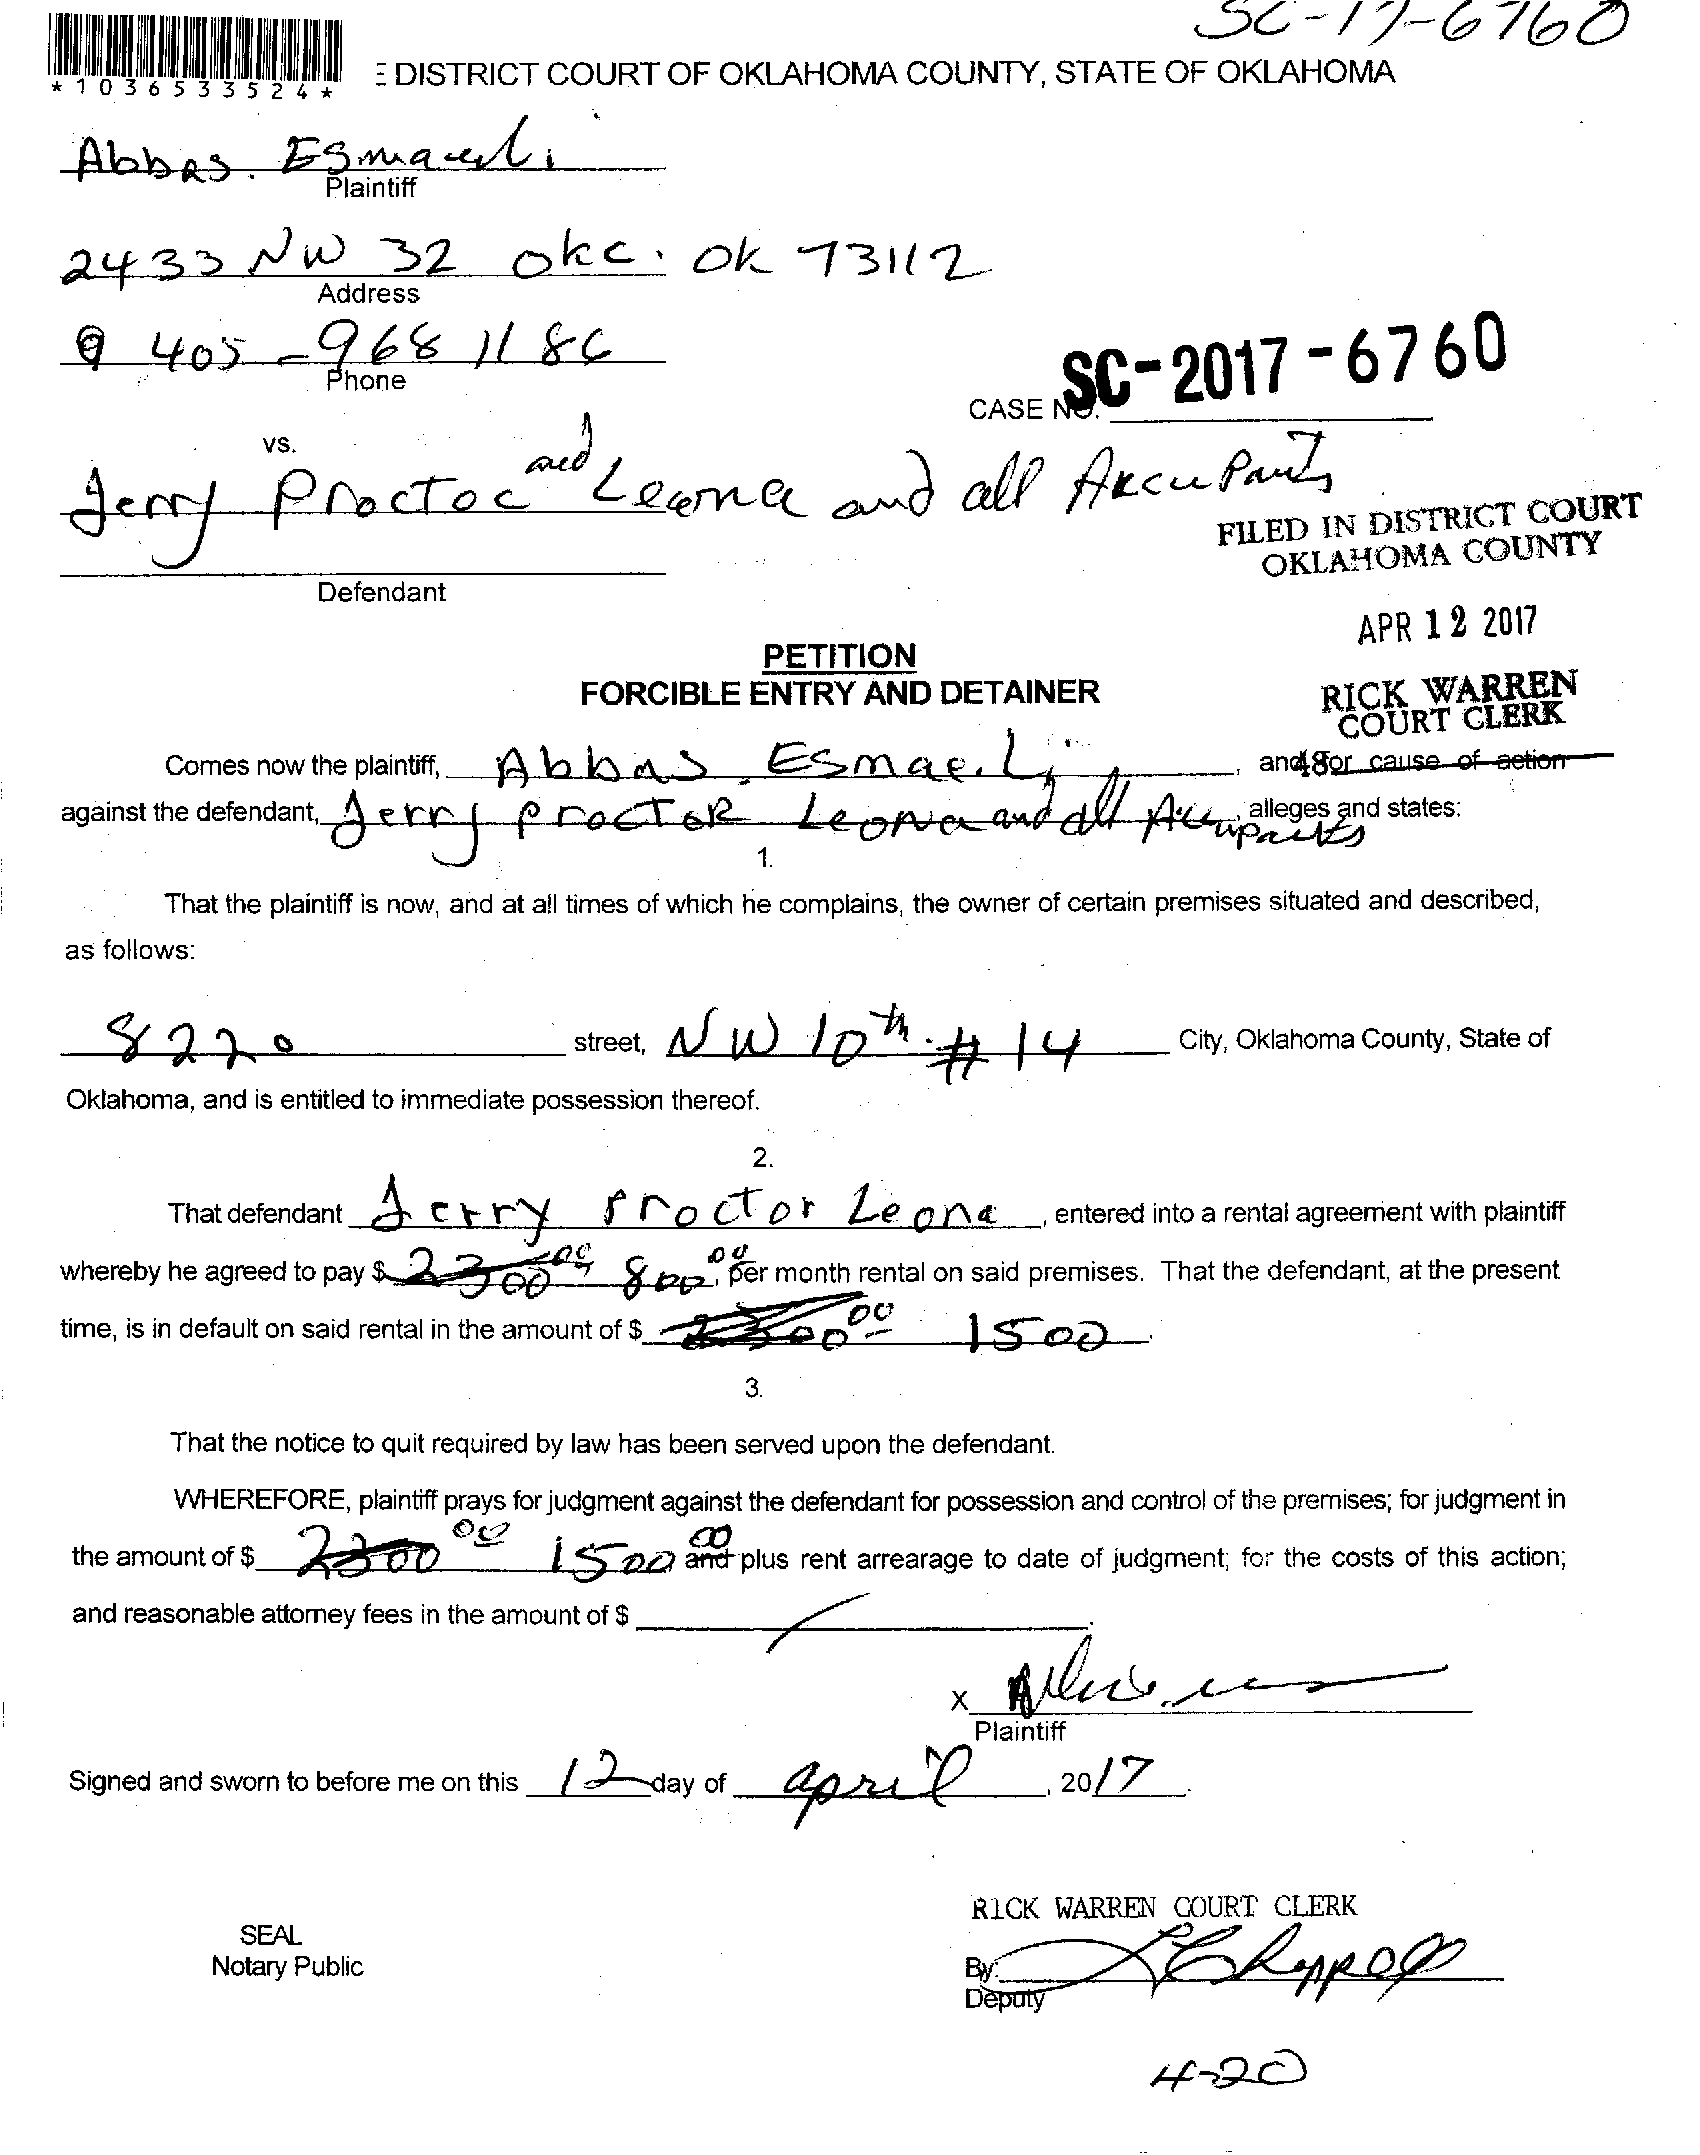 SC-17-6760
*1036533524*
E DISTRICT COURT OF OKLAHOMA COUNTY, STATE OF OKLAHOMA
Abbas. Esmaeili
Plaintiff
2433 NW 32 okc. OK 73112
Address
405-968 1186
Phone
SC-2017-6760
CASE NO.
vs.
Jerry Proctoc and Leona and all Accupants
FILED IN DISTRICT COURT
OKLAHOMA COUNTY
Defendant
APR 12 2017
PETITION
FORCIBLE ENTRY AND DETAINER
RICK WARREN
COURT CLERK
Comes now the plaintiff, Abbas. Esmaeili, and for cause of action
48
against the defendant, Jerry Proctor Leona and all Accupants, alleges and states:
1.
That the plaintiff is now, and at all times of which he complains, the owner of certain premises situated and described,
as follows:
8220 street, NW 10th #14 City, Oklahoma County, State of
Oklahoma, and is entitled to immediate possession thereof.
2.
That defendant Jerry Proctor Leona, entered into a rental agreement with plaintiff
whereby he agreed to pay $ 2300 00 800 00, per month rental on said premises. That the defendant, at the present
time, is in default on said rental in the amount of $ 2300 00 1500.
3.
That the notice to quit required by law has been served upon the defendant.
WHEREFORE, plaintiff prays for judgment against the defendant for possession and control of the premises; for judgment in
the amount of $ 2300 00 1500 00 and plus rent arrearage to date of judgment; for the costs of this action;
and reasonable attorney fees in the amount of $
x
Plaintiff
Signed and sworn to before me on this 12 day of april, 2017.
RICK WARREN COURT CLERK
SEAL
Notary Public
By:
Deputy
4-20